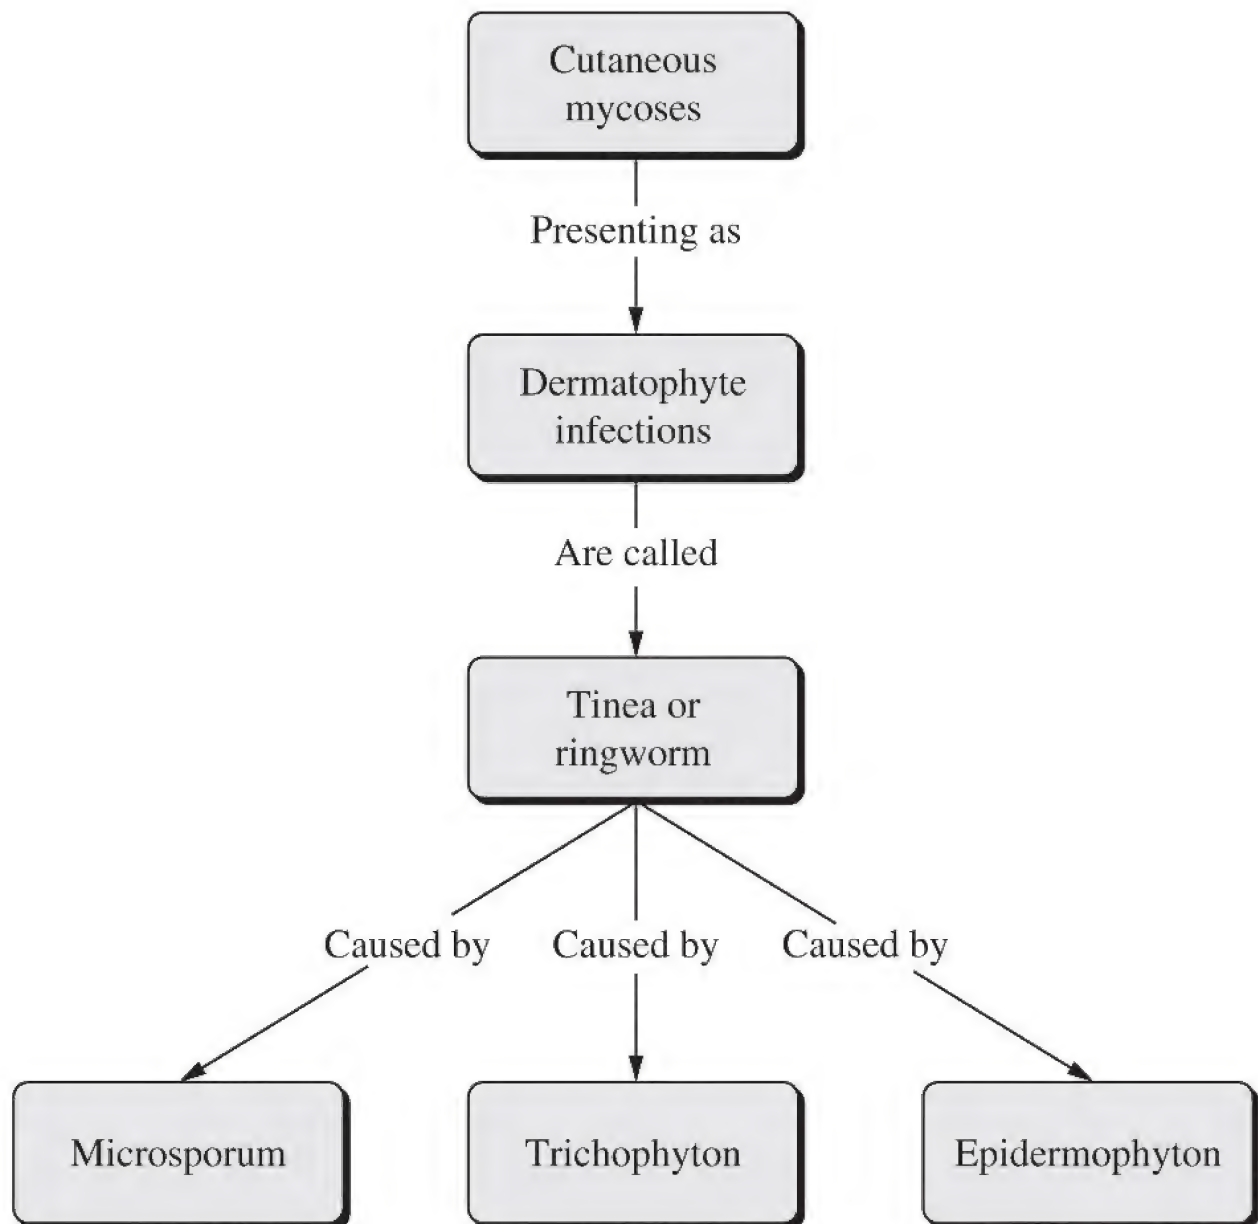 Cutaneous
mycoses
Presenting as
Dermatophyte
infections
Are called
Tinea or
ringworm
Caused by
Caused by
Caused by
Microsporum
Trichophyton
Epidermophyton